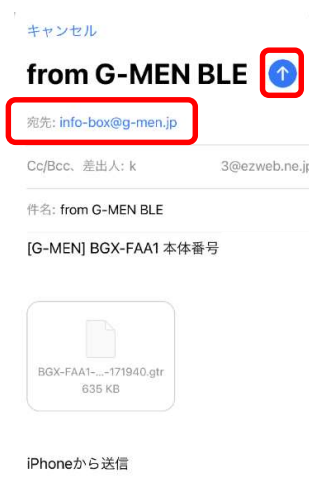 キャンセル
from G-MEN BLE
宛先: info-box@g-men.jp
Cc/Bcc、差出人: k 3@ezweb.ne.jp
件名: from G-MEN BLE
[G-MEN] BGX-FAA1 本体番号
BGX-FAA1-...-171940.gtr
635 KB
iPhoneから送信